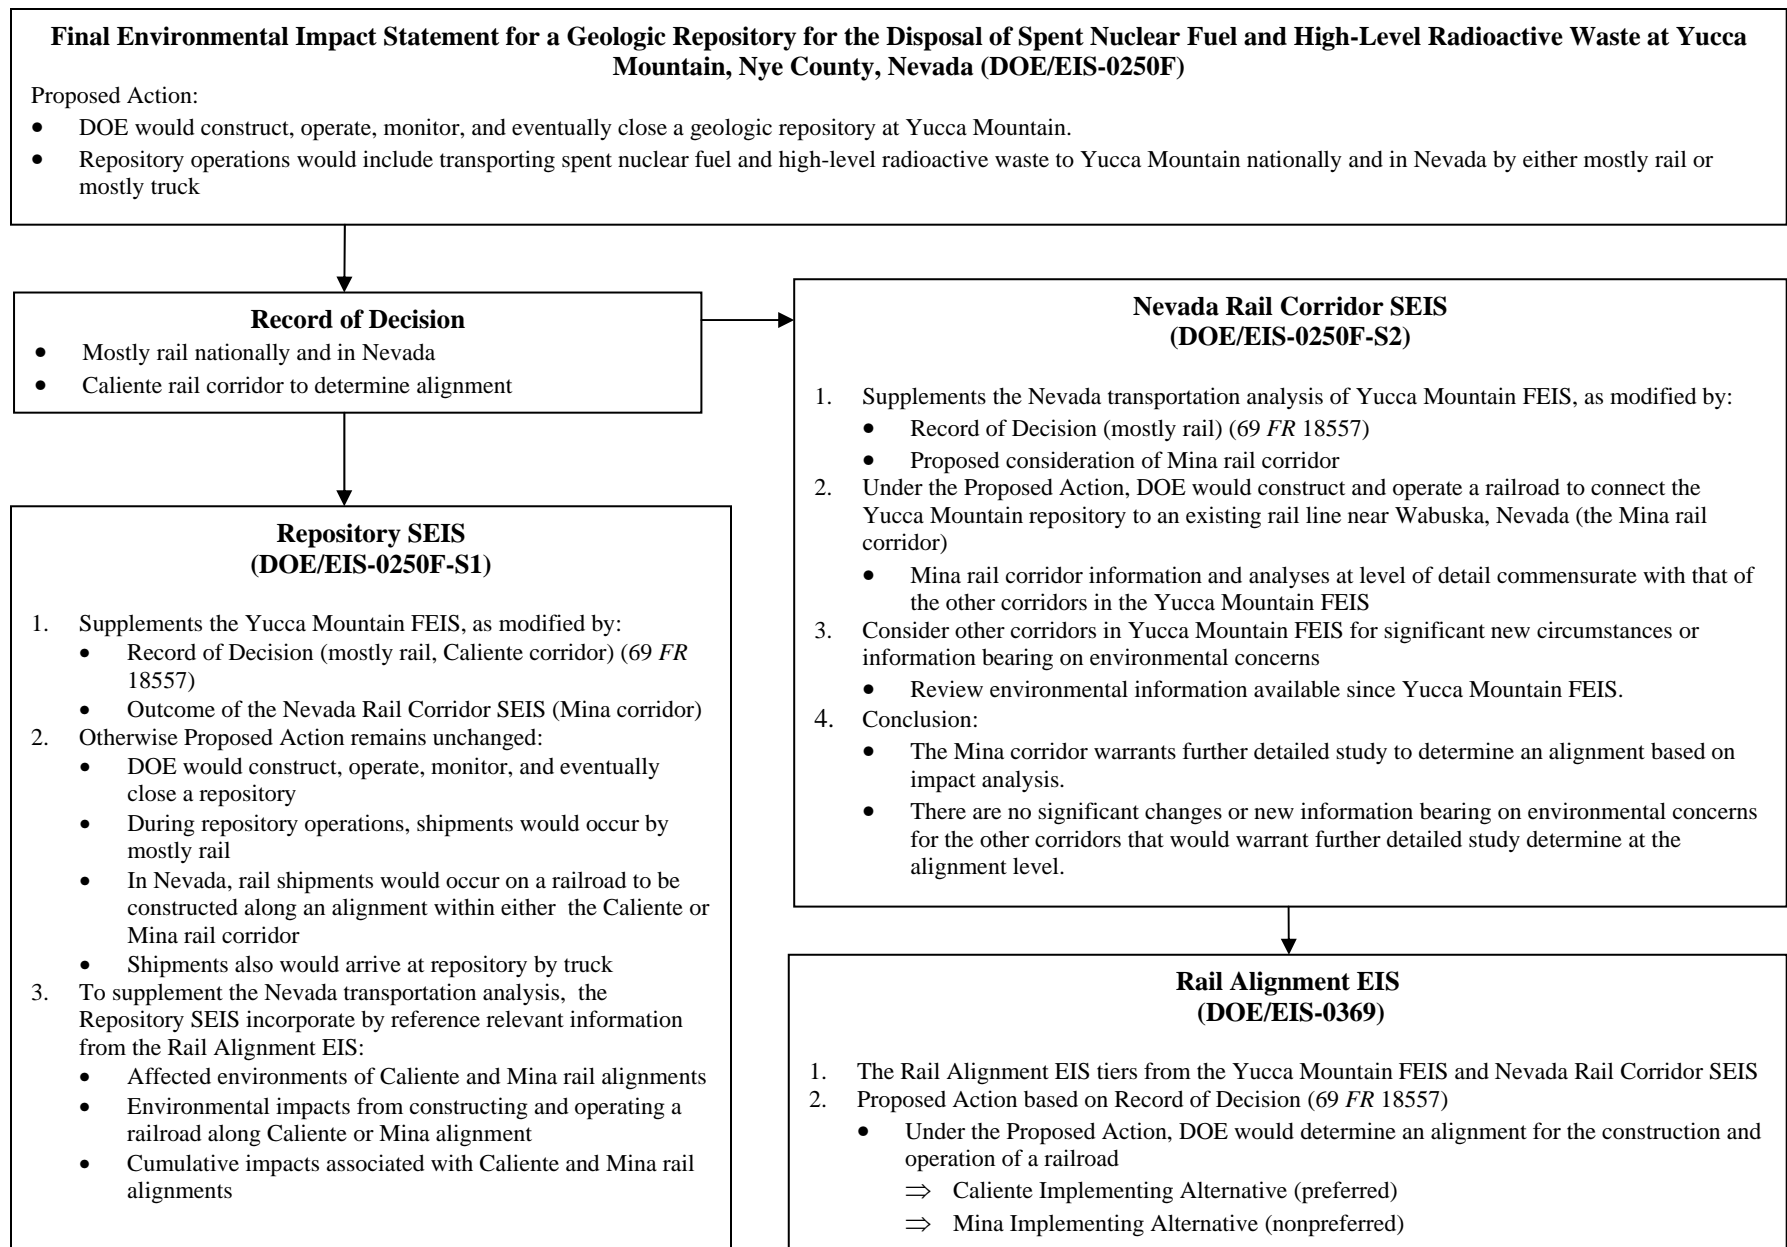 Final Environmental Impact Statement for a Geologic Repository for the Disposal of Spent Nuclear Fuel and High-Level Radioactive Waste at Yucca
Mountain, Nye County, Nevada (DOE/EIS-0250F)
Proposed Action:
• DOE would construct, operate, monitor, and eventually close a geologic repository at Yucca Mountain.
• Repository operations would include transporting spent nuclear fuel and high-level radioactive waste to Yucca Mountain nationally and in Nevada by either mostly rail or
mostly truck
Record of Decision
• Mostly rail nationally and in Nevada
• Caliente rail corridor to determine alignment
Repository SEIS
(DOE/EIS-0250F-S1)
1. Supplements the Yucca Mountain FEIS, as modified by:
• Record of Decision (mostly rail, Caliente corridor) (69 FR
18557)
• Outcome of the Nevada Rail Corridor SEIS (Mina corridor)
2. Otherwise Proposed Action remains unchanged:
• DOE would construct, operate, monitor, and eventually
close a repository
• During repository operations, shipments would occur by
mostly rail
• In Nevada, rail shipments would occur on a railroad to be
constructed along an alignment within either the Caliente or
Mina rail corridor
• Shipments also would arrive at repository by truck
3. To supplement the Nevada transportation analysis, the
Repository SEIS incorporate by reference relevant information
from the Rail Alignment EIS:
• Affected environments of Caliente and Mina rail alignments
• Environmental impacts from constructing and operating a
railroad along Caliente or Mina alignment
• Cumulative impacts associated with Caliente and Mina rail
alignments
Nevada Rail Corridor SEIS
(DOE/EIS-0250F-S2)
1. Supplements the Nevada transportation analysis of Yucca Mountain FEIS, as modified by:
• Record of Decision (mostly rail) (69 FR 18557)
• Proposed consideration of Mina rail corridor
2. Under the Proposed Action, DOE would construct and operate a railroad to connect the
Yucca Mountain repository to an existing rail line near Wabuska, Nevada (the Mina rail
corridor)
• Mina rail corridor information and analyses at level of detail commensurate with that of
the other corridors in the Yucca Mountain FEIS
3. Consider other corridors in Yucca Mountain FEIS for significant new circumstances or
information bearing on environmental concerns
• Review environmental information available since Yucca Mountain FEIS.
4. Conclusion:
• The Mina corridor warrants further detailed study to determine an alignment based on
impact analysis.
• There are no significant changes or new information bearing on environmental concerns
for the other corridors that would warrant further detailed study determine at the
alignment level.
Rail Alignment EIS
(DOE/EIS-0369)
1. The Rail Alignment EIS tiers from the Yucca Mountain FEIS and Nevada Rail Corridor SEIS
2. Proposed Action based on Record of Decision (69 FR 18557)
• Under the Proposed Action, DOE would determine an alignment for the construction and
operation of a railroad
⇒ Caliente Implementing Alternative (preferred)
⇒ Mina Implementing Alternative (nonpreferred)